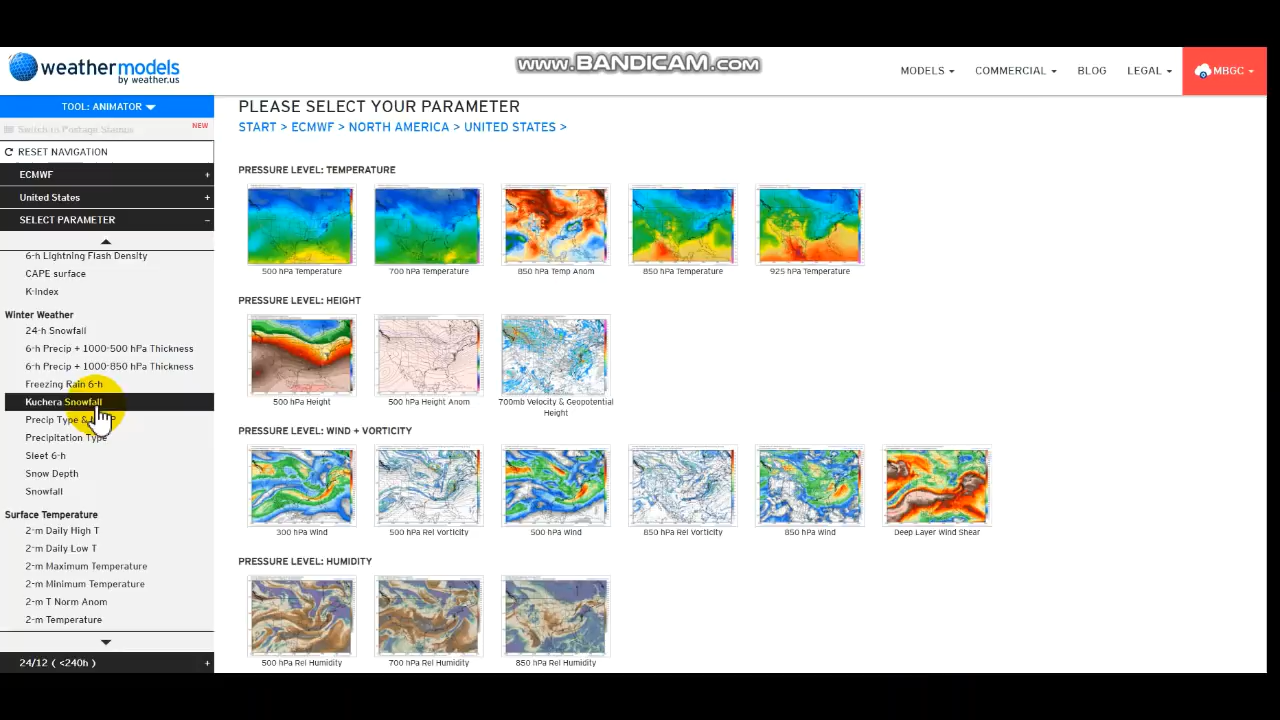 www.BANDICAM.com
weathermodels
by weather.us
MODELS
COMMERCIAL
BLOG
LEGAL
MBGC
TOOL: ANIMATOR
Switch to Postage Stamps
NEW
RESET NAVIGATION
ECMWF +
United States +
SELECT PARAMETER –
6-h Lightning Flash Density
CAPE surface
K-Index
Winter Weather
24-h Snowfall
6-h Precip + 1000-500 hPa Thickness
6-h Precip + 1000-850 hPa Thickness
Freezing Rain 6-h
Kuchera Snowfall
Precip Type &
Precipitation Type
Sleet 6-h
Snow Depth
Snowfall
Surface Temperature
2-m Daily High T
2-m Daily Low T
2-m Maximum Temperature
2-m Minimum Temperature
2-m T Norm Anom
2-m Temperature
24/12 ( <240h ) +
PLEASE SELECT YOUR PARAMETER
START > ECMWF > NORTH AMERICA > UNITED STATES >
PRESSURE LEVEL: TEMPERATURE
500 hPa Temperature
700 hPa Temperature
850 hPa Temp Anom
850 hPa Temperature
925 hPa Temperature
PRESSURE LEVEL: HEIGHT
500 hPa Height
500 hPa Height Anom
700mb Velocity & Geopotential
Height
PRESSURE LEVEL: WIND + VORTICITY
300 hPa Wind
500 hPa Rel Vorticity
500 hPa Wind
850 hPa Rel Vorticity
850 hPa Wind
Deep Layer Wind Shear
PRESSURE LEVEL: HUMIDITY
500 hPa Rel Humidity
700 hPa Rel Humidity
850 hPa Rel Humidity